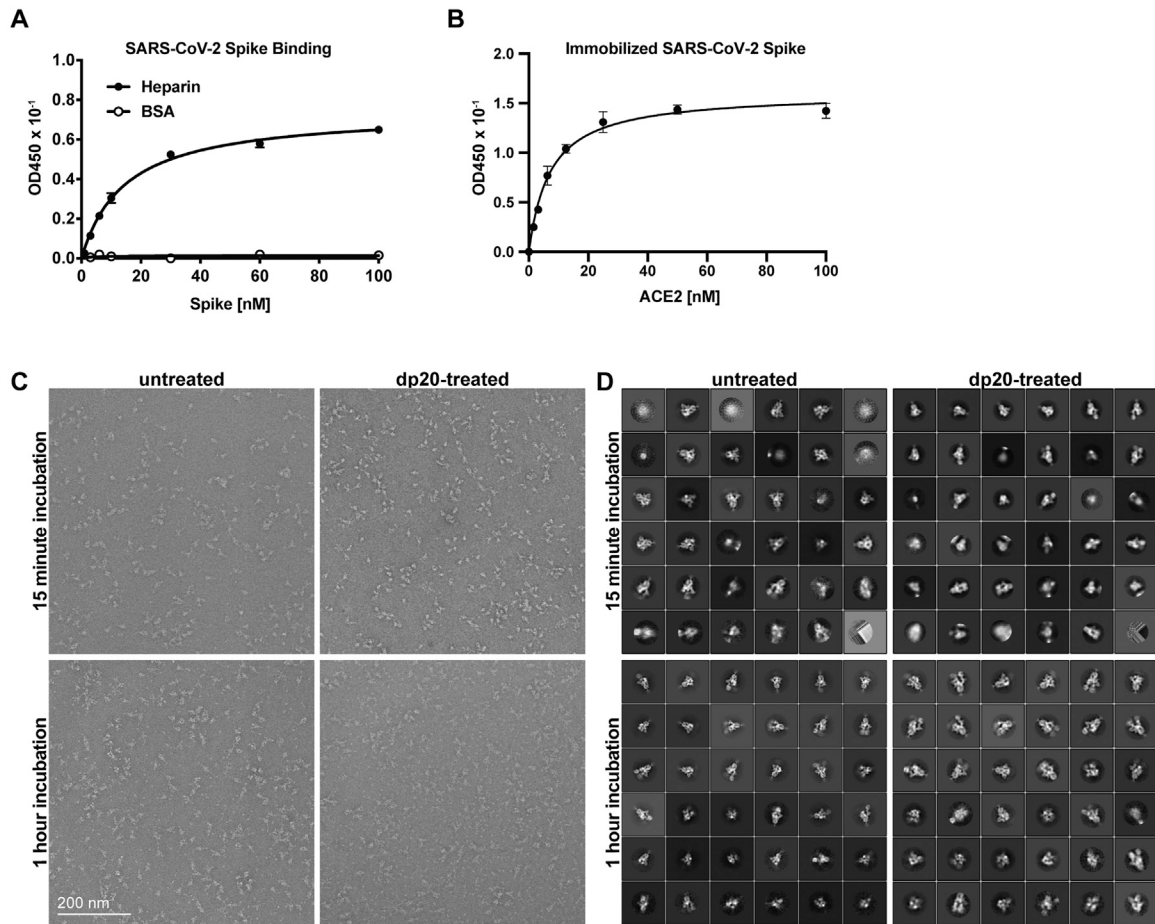 A
SARS-CoV-2 Spike Binding
1.0
0.8
0.6
0.4
0.2
0.0
OD450 x 10⁻¹
Heparin
BSA
0 20 40 60 80 100
Spike [nM]
B
Immobilized SARS-CoV-2 Spike
2.0
1.5
1.0
0.5
0.0
OD450 x 10⁻¹
0 20 40 60 80 100
ACE2 [nM]
C
untreated
dp20-treated
15 minute incubation
1 hour incubation
200 nm
D
untreated
dp20-treated
15 minute incubation
1 hour incubation